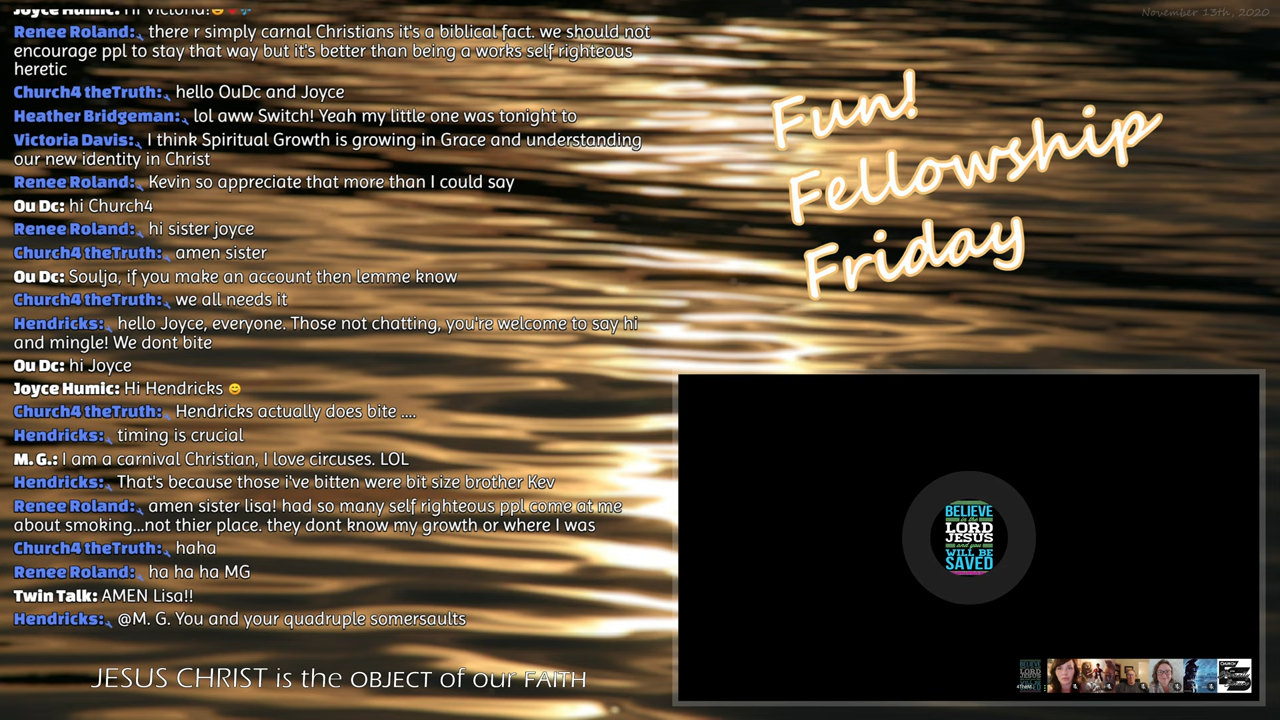 Joyce Humic: Hi Victoria!
November 13th, 2020
Renee Roland: there r simply carnal Christians it's a biblical fact. we should not
encourage ppl to stay that way but it's better than being a works self righteous
heretic
Church4 theTruth: hello OuDc and Joyce
Heather Bridgeman: lol aww Switch! Yeah my little one was tonight to
Victoria Davis: I think Spiritual Growth is growing in Grace and understanding
our new identity in Christ
Renee Roland: Kevin so appreciate that more than I could say
Ou Dc: hi Church4
Renee Roland: hi sister joyce
Church4 theTruth: amen sister
Ou Dc: Soulja, if you make an account then lemme know
Church4 theTruth: we all needs it
Hendricks: hello Joyce, everyone. Those not chatting, you're welcome to say hi
and mingle! We dont bite
Ou Dc: hi Joyce
Joyce Humic: Hi Hendricks 😊
Church4 theTruth: Hendricks actually does bite ....
Hendricks: timing is crucial
M. G.: I am a carnival Christian, I love circuses. LOL
Hendricks: That's because those i've bitten were bit size brother Kev
Renee Roland: amen sister lisa! had so many self righteous ppl come at me
about smoking...not thier place. they dont know my growth or where I was
Church4 theTruth: haha
Renee Roland: ha ha ha MG
Twin Talk: AMEN Lisa!!
Hendricks: @M. G. You and your quadruple somersaults
JESUS CHRIST is the OBJECT of our FAITH
Fun!
Fellowship
Friday
BELIEVE
in the
LORD
JESUS
and you
WILL BE
SAVED